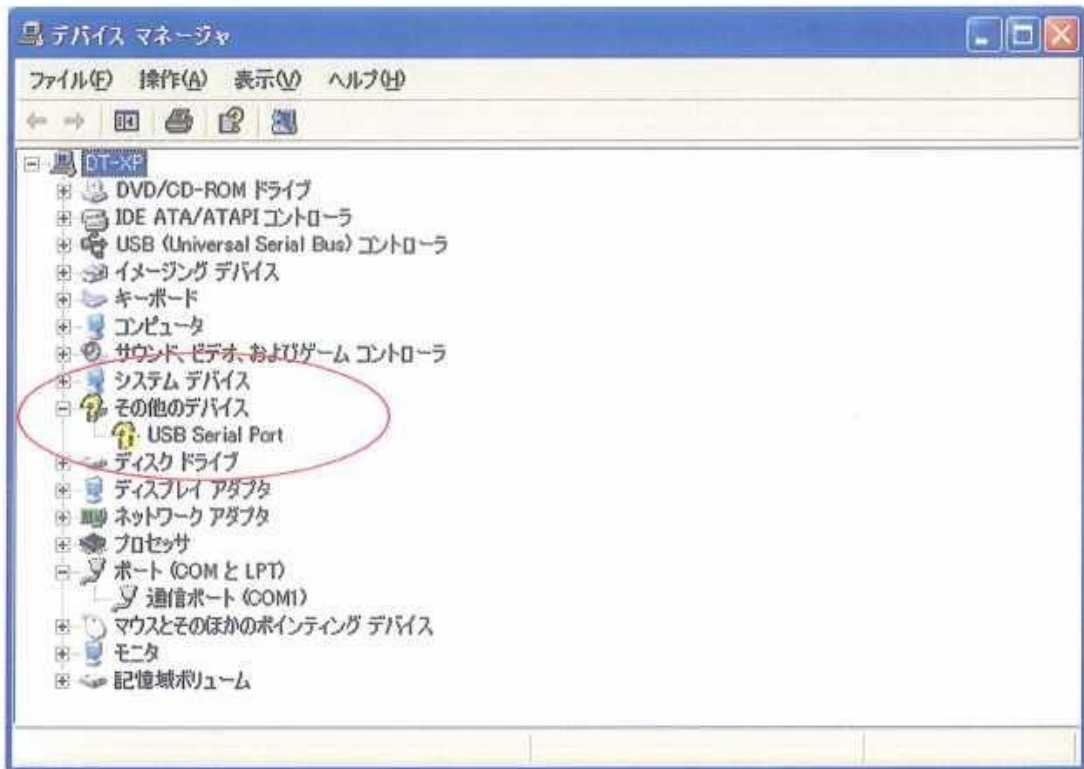 デバイス マネージャ
ファイル(F) 操作(A) 表示(V) ヘルプ(H)
DT-XP
DVD/CD-ROM ドライブ
IDE ATA/ATAPI コントローラ
USB (Universal Serial Bus) コントローラ
イメージング デバイス
キーボード
コンピュータ
サウンド、ビデオ、およびゲーム コントローラ
システム デバイス
その他のデバイス
USB Serial Port
ディスク ドライブ
ディスプレイ アダプタ
ネットワーク アダプタ
プロセッサ
ポート (COM と LPT)
通信ポート (COM1)
マウスとそのほかのポインティング デバイス
モニタ
記憶域ボリューム